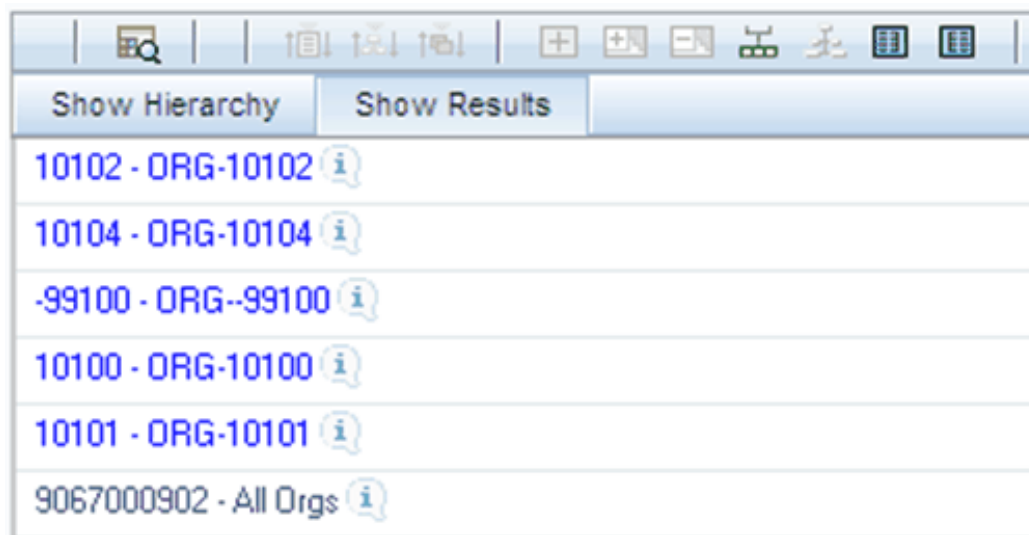 Show Hierarchy Show Results
10102 - ORG-10102
10104 - ORG-10104
-99100 - ORG--99100
10100 - ORG-10100
10101 - ORG-10101
9067000902 - All Orgs